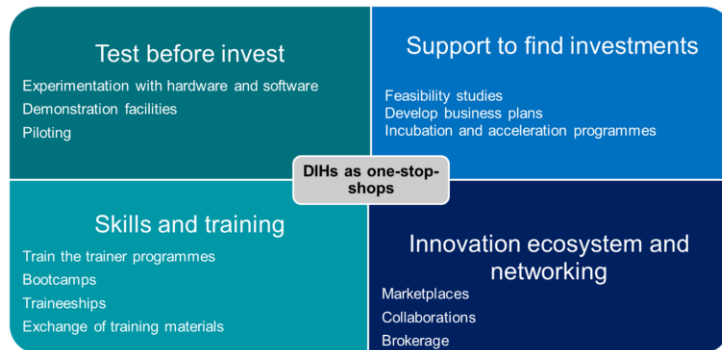 Test before invest
Experimentation with hardware and software
Demonstration facilities
Piloting
Support to find investments
Feasibility studies
Develop business plans
Incubation and acceleration programmes
DIHs as one-stop-
shops
Skills and training
Train the trainer programmes
Bootcamps
Traineeships
Exchange of training materials
Innovation ecosystem and
networking
Marketplaces
Collaborations
Brokerage